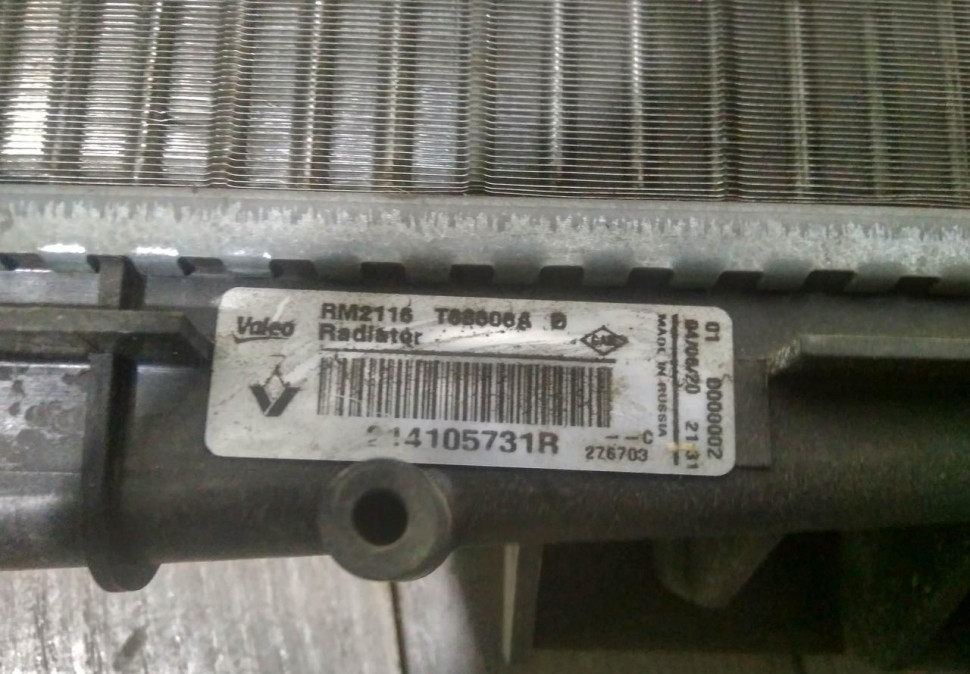 Valeo
RM2116
Radiator
214105731R
--C
276703
MADE IN RUSSIA
01 D000002
04/06/20 21 31